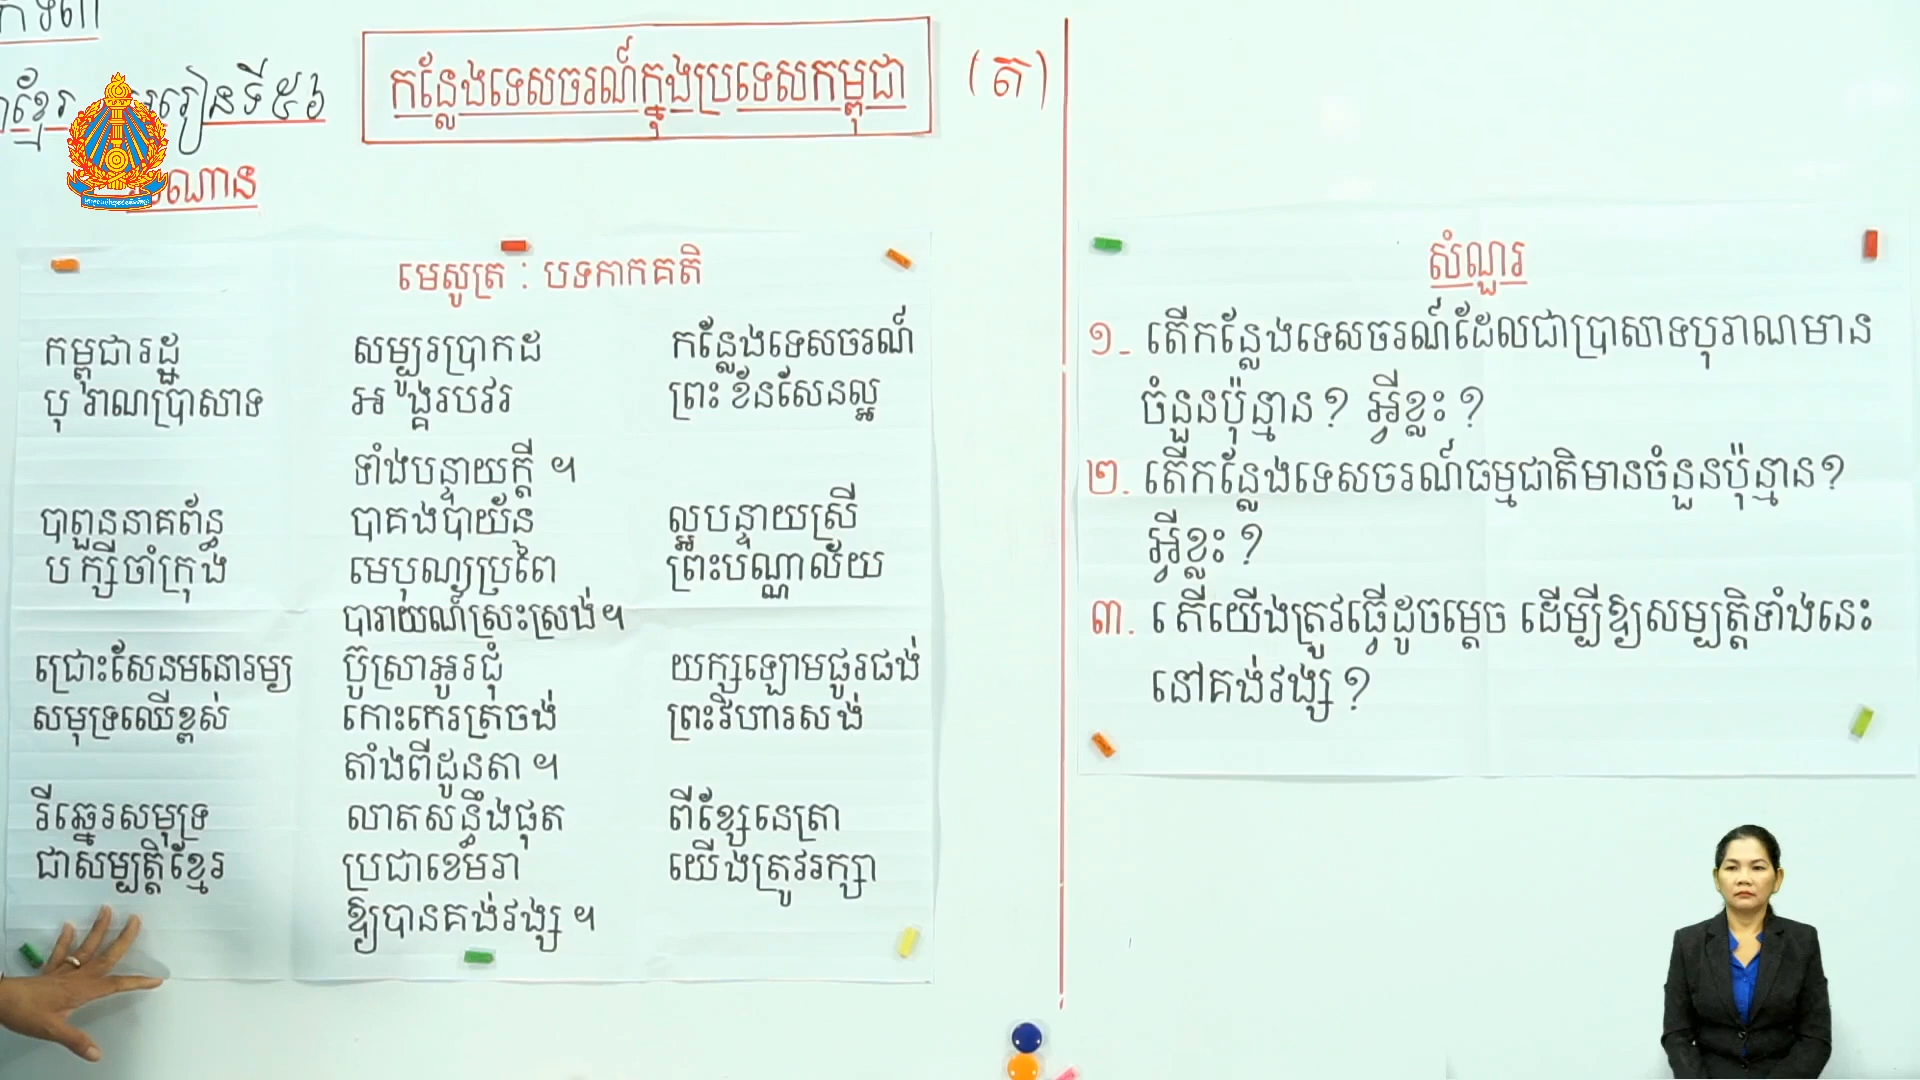 កន្លែងទេសចរណ៍ក្នុងប្រទេសកម្ពុជា (ត)
រៀនទី៥៦
មេសូត្រ : បទកាកគតិ
កម្ពុជារដ្ឋ សម្បូរប្រាកដ កន្លែងទេសចរណ៍
បុរាណប្រាសាទ អង្គរបវរ ព្រះខ័នសែនល្អ
ទាំងបន្ទាយក្ដី ។
បាពួននាគព័ន្ធ បាគងបាយ័ន ល្អបន្ទាយស្រី
បក្សីចាំក្រុង មេបុណ្យប្រពៃ ព្រះបណ្ណាល័យ
បារាយណ៍ស្រះស្រង់។
ជ្រោះសែនមនោរម្យ ប៊ូស្រាអូរជុំ យក្សឡោមផូរផង់
សមុទ្រឈើខ្ពស់ កោះកេរត្រចង់ ព្រះវិហារសង់
តាំងពីដូនតា ។
រីឆ្នេរសមុទ្រ លាតសន្ធឹងផុត ពីខ្សែនេត្រា
ជាសម្បត្តិខ្មែរ ប្រជាខេមរា យើងត្រូវរក្សា
ឱ្យបានគង់វង្ស ។
សំណួរ
១. តើកន្លែងទេសចរណ៍ដែលជាប្រាសាទបុរាណមាន
ចំនួនប៉ុន្មាន ? អ្វីខ្លះ ?
២. តើកន្លែងទេសចរណ៍ធម្មជាតិមានចំនួនប៉ុន្មាន ?
អ្វីខ្លះ ?
៣. តើយើងត្រូវធ្វើដូចម្ដេច ដើម្បីឱ្យសម្បត្តិទាំងនេះ
នៅគង់វង្ស ?